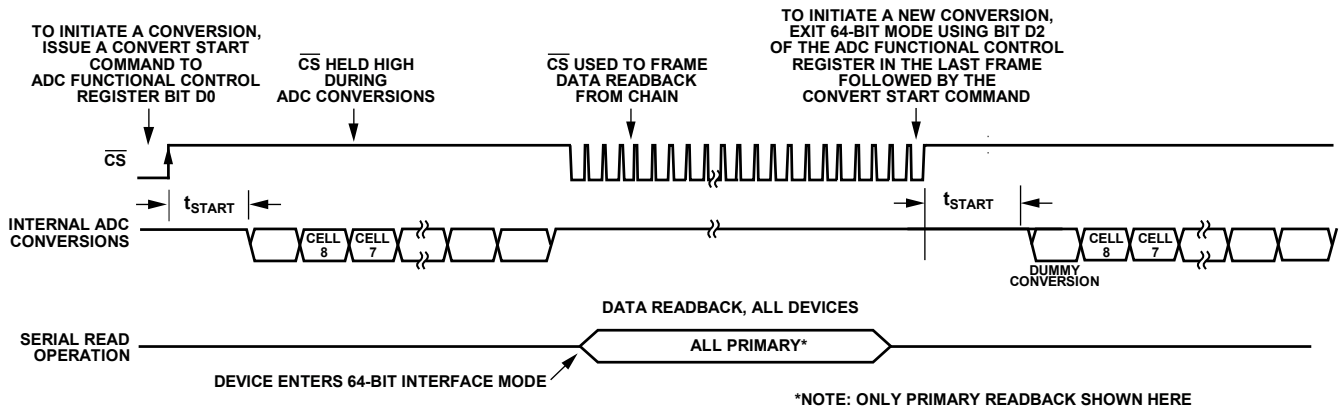 TO INITIATE A CONVERSION,
ISSUE A CONVERT START
COMMAND TO
ADC FUNCTIONAL CONTROL
REGISTER BIT D0
CS HELD HIGH
DURING
ADC CONVERSIONS
CS USED TO FRAME
DATA READBACK
FROM CHAIN
TO INITIATE A NEW CONVERSION,
EXIT 64-BIT MODE USING BIT D2
OF THE ADC FUNCTIONAL CONTROL
REGISTER IN THE LAST FRAME
FOLLOWED BY THE
CONVERT START COMMAND
CS
tSTART
tSTART
INTERNAL ADC
CONVERSIONS
CELL
8
CELL
7
DUMMY
CONVERSION
CELL
8
CELL
7
DATA READBACK, ALL DEVICES
SERIAL READ
OPERATION
ALL PRIMARY*
DEVICE ENTERS 64-BIT INTERFACE MODE
*NOTE: ONLY PRIMARY READBACK SHOWN HERE